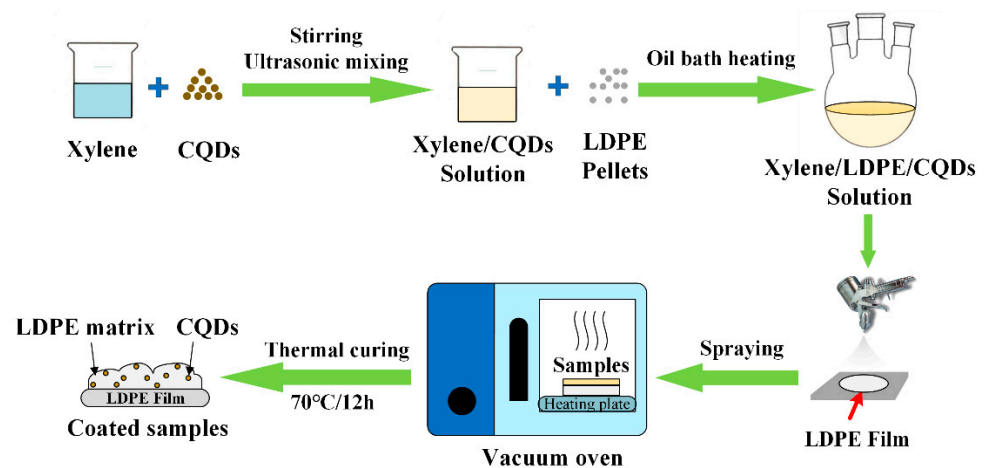 Stirring
Ultrasonic mixing
Oil bath heating
Xylene
CQDs
Xylene/CQDs
Solution
LDPE
Pellets
Xylene/LDPE/CQDs
Solution
LDPE matrix
CQDs
LDPE Film
Coated samples
Thermal curing
70℃/12h
Samples
Heating plate
Vacuum oven
Spraying
LDPE Film